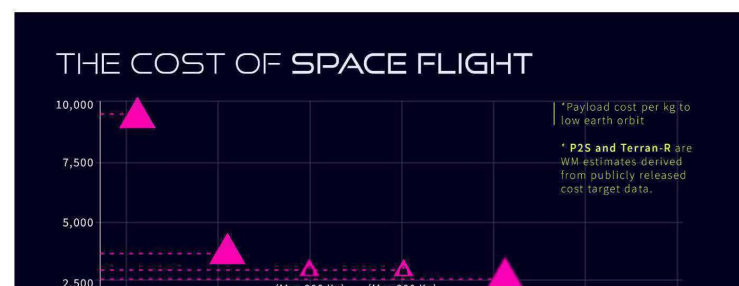 THE COST OF SPACE FLIGHT
10,000
*Payload cost per kg to
low earth orbit
* P2S and Terran-R are
WM estimates derived
from publicly released
cost target data.
7,500
5,000
2,500